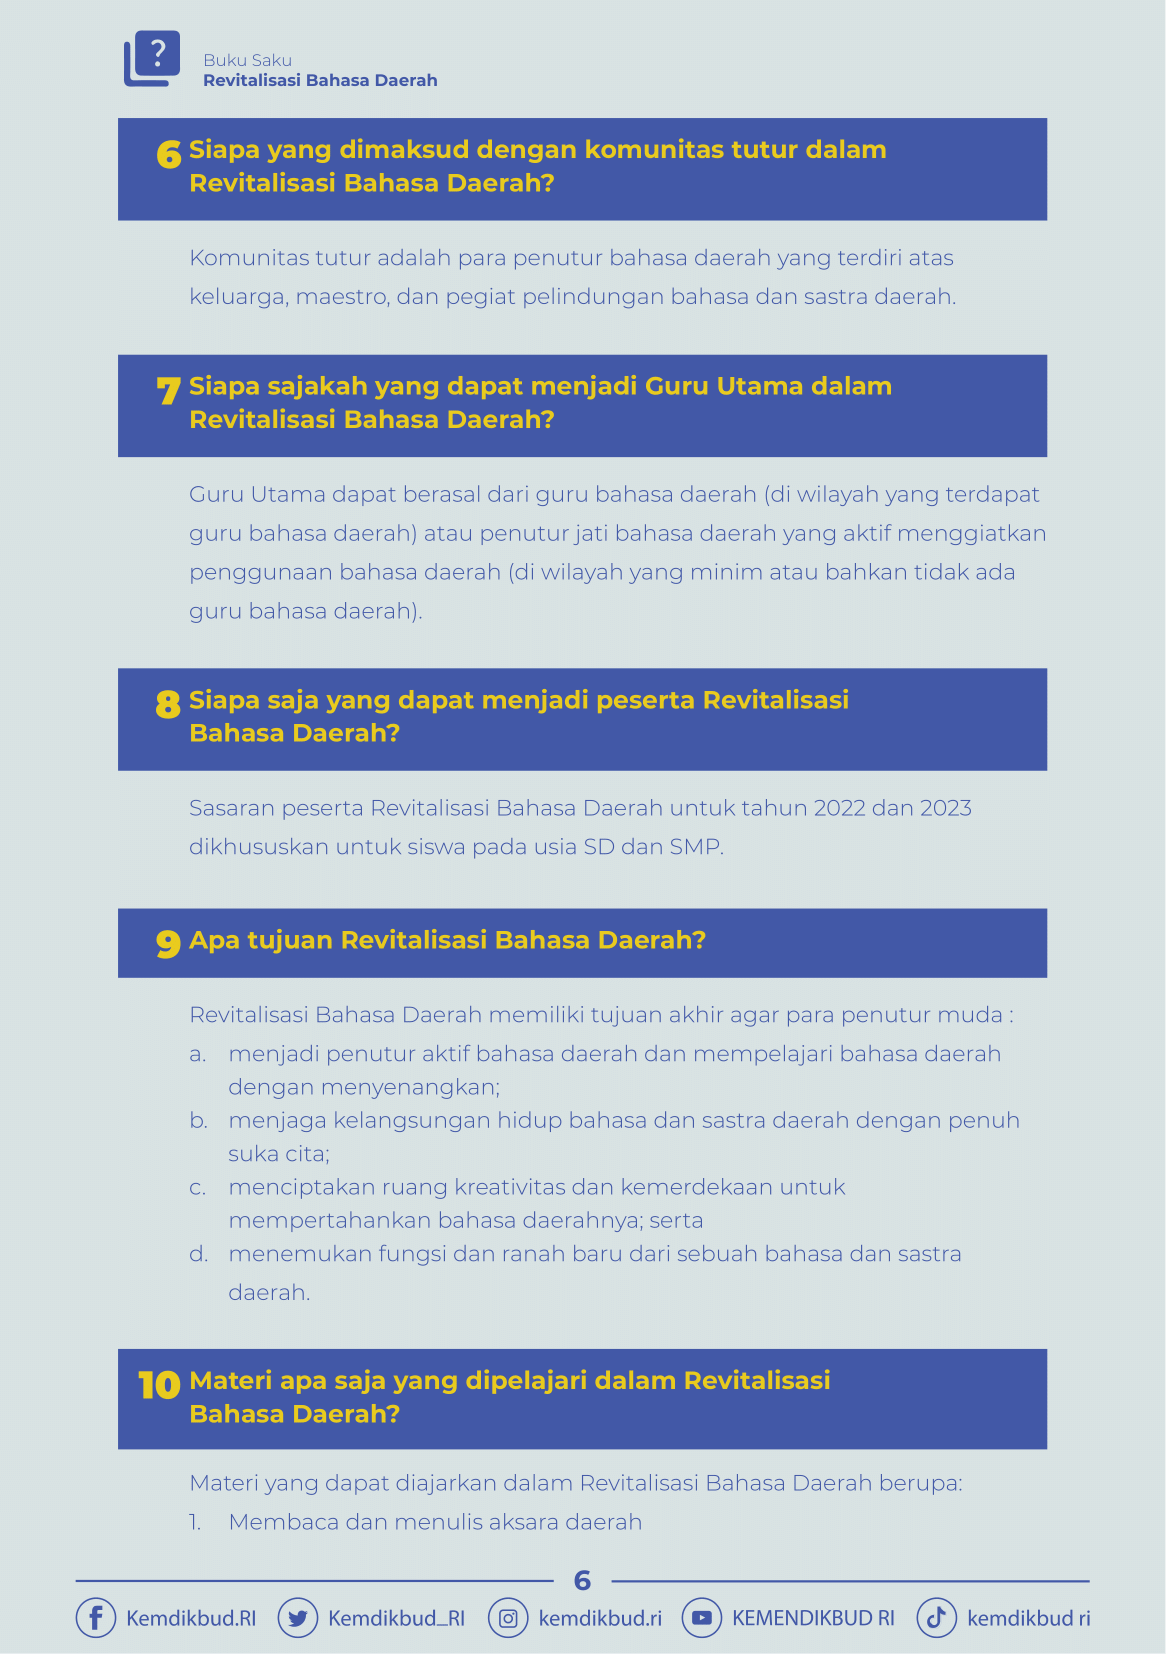 ?
Buku Saku
Revitalisasi Bahasa Daerah
6 Siapa yang dimaksud dengan komunitas tutur dalam
Revitalisasi Bahasa Daerah?
Komunitas tutur adalah para penutur bahasa daerah yang terdiri atas
keluarga, maestro, dan pegiat pelindungan bahasa dan sastra daerah.
7 Siapa sajakah yang dapat menjadi Guru Utama dalam
Revitalisasi Bahasa Daerah?
Guru Utama dapat berasal dari guru bahasa daerah (di wilayah yang terdapat
guru bahasa daerah) atau penutur jati bahasa daerah yang aktif menggiatkan
penggunaan bahasa daerah (di wilayah yang minim atau bahkan tidak ada
guru bahasa daerah).
8 Siapa saja yang dapat menjadi peserta Revitalisasi
Bahasa Daerah?
Sasaran peserta Revitalisasi Bahasa Daerah untuk tahun 2022 dan 2023
dikhususkan untuk siswa pada usia SD dan SMP.
9 Apa tujuan Revitalisasi Bahasa Daerah?
Revitalisasi Bahasa Daerah memiliki tujuan akhir agar para penutur muda :
a. menjadi penutur aktif bahasa daerah dan mempelajari bahasa daerah
dengan menyenangkan;
b. menjaga kelangsungan hidup bahasa dan sastra daerah dengan penuh
suka cita;
c. menciptakan ruang kreativitas dan kemerdekaan untuk
mempertahankan bahasa daerahnya; serta
d. menemukan fungsi dan ranah baru dari sebuah bahasa dan sastra
daerah.
10 Materi apa saja yang dipelajari dalam Revitalisasi
Bahasa Daerah?
Materi yang dapat diajarkan dalam Revitalisasi Bahasa Daerah berupa:
1. Membaca dan menulis aksara daerah
6
Kemdikbud.RI Kemdikbud_RI kemdikbud.ri KEMENDIKBUD RI kemdikbud ri